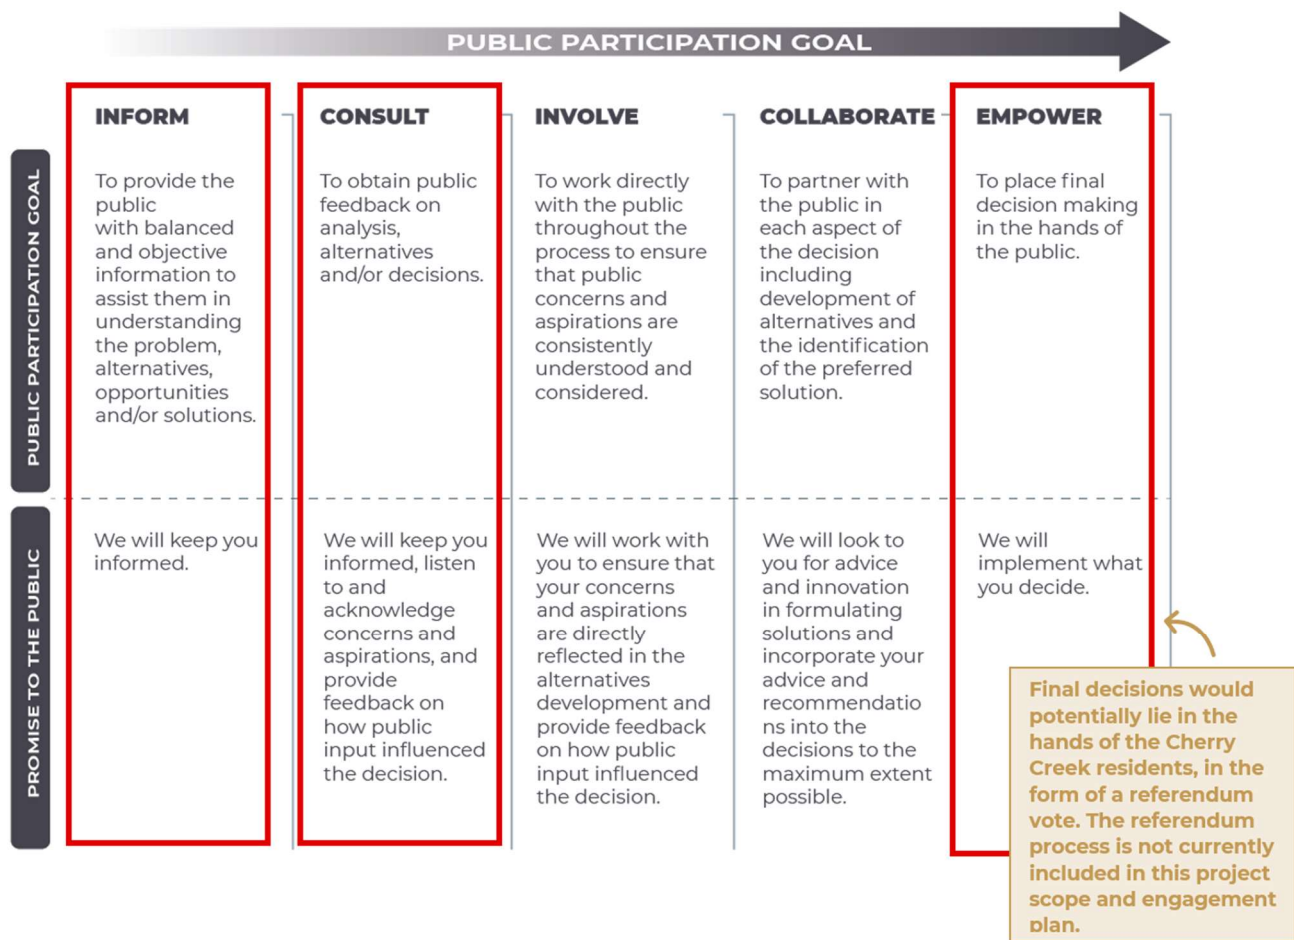 PUBLIC PARTICIPATION GOAL
INFORM
CONSULT
INVOLVE
COLLABORATE
EMPOWER
PUBLIC PARTICIPATION GOAL
To provide the
public
with balanced
and objective
information to
assist them in
understanding
the problem,
alternatives,
opportunities
and/or solutions.
To obtain public
feedback on
analysis,
alternatives
and/or decisions.
To work directly
with the public
throughout the
process to ensure
that public
concerns and
aspirations are
consistently
understood and
considered.
To partner with
the public in
each aspect of
the decision
including
development of
alternatives and
the identification
of the preferred
solution.
To place final
decision making
in the hands of
the public.
PROMISE TO THE PUBLIC
We will keep you
informed.
We will keep you
informed, listen
to and
acknowledge
concerns and
aspirations, and
provide
feedback on
how public
input influenced
the decision.
We will work with
you to ensure that
your concerns
and aspirations
are directly
reflected in the
alternatives
development and
provide feedback
on how public
input influenced
the decision.
We will look to
you for advice
and innovation
in formulating
solutions and
incorporate your
advice and
recommendatio
ns into the
decisions to the
maximum extent
possible.
We will
implement what
you decide.
Final decisions would
potentially lie in the
hands of the Cherry
Creek residents, in the
form of a referendum
vote. The referendum
process is not currently
included in this project
scope and engagement
plan.